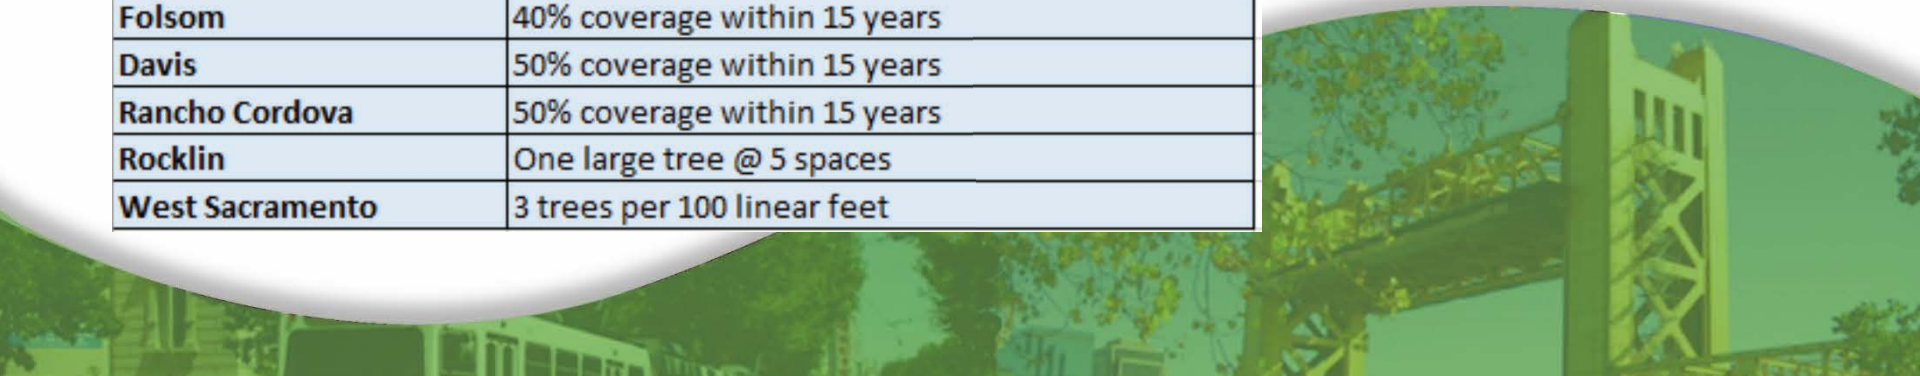 Folsom 40% coverage within 15 years
Davis 50% coverage within 15 years
Rancho Cordova 50% coverage within 15 years
Rocklin One large tree @ 5 spaces
West Sacramento 3 trees per 100 linear feet